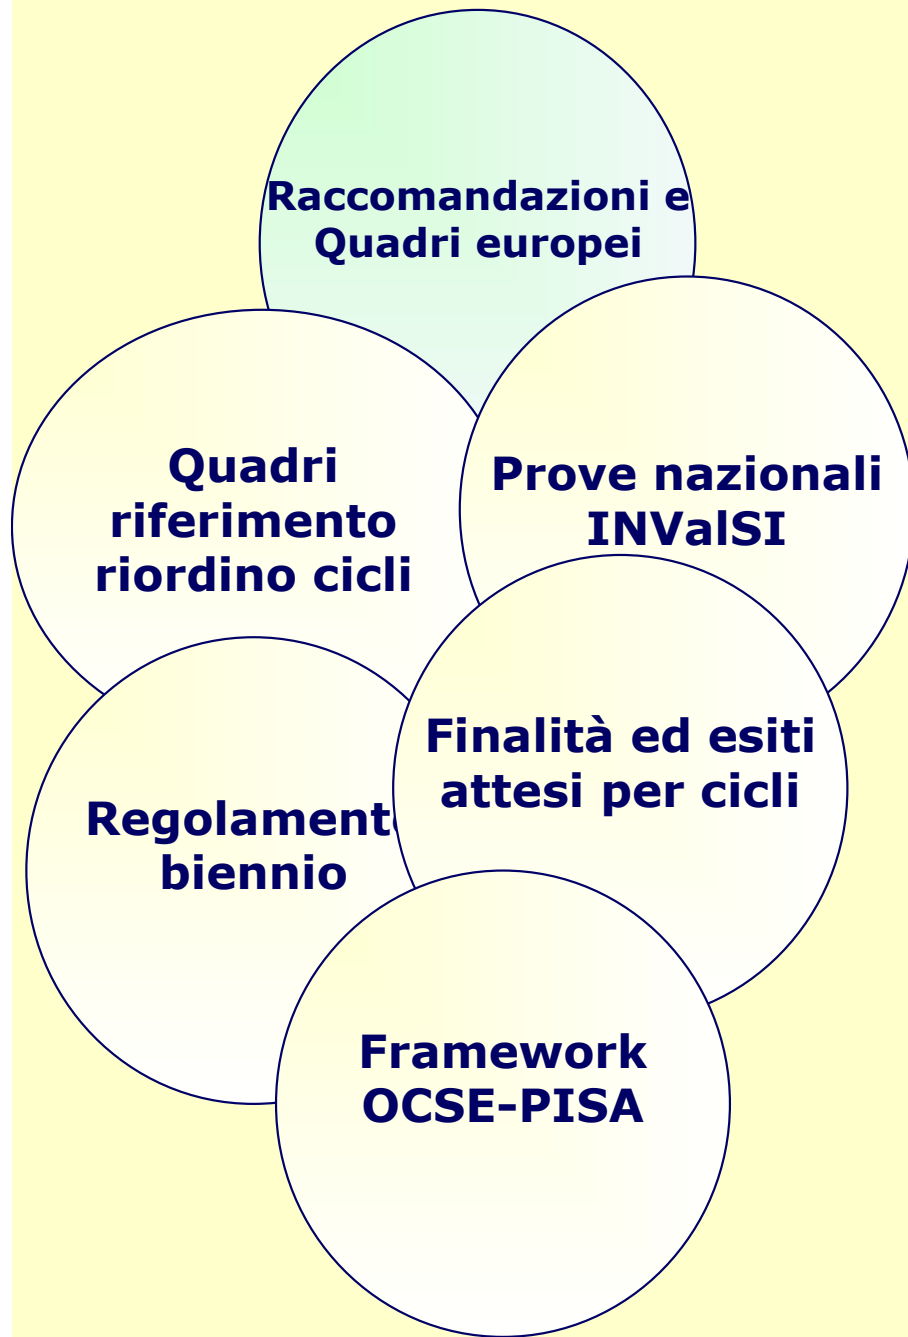 Raccomandazioni e
Quadri europei
Quadri
riferimento
riordino cicli
Prove nazionali
INValSI
Finalità ed esiti
attesi per cicli
Regolamento
biennio
Framework
OCSE-PISA